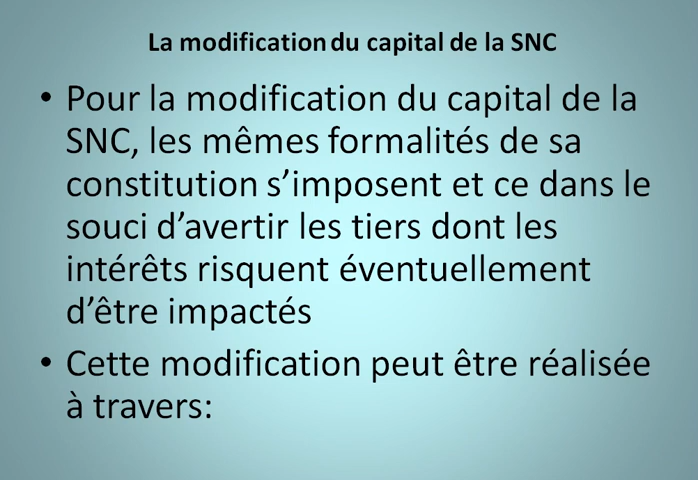 La modification du capital de la SNC
• Pour la modification du capital de la
SNC, les mêmes formalités de sa
constitution s’imposent et ce dans le
souci d’avertir les tiers dont les
intérêts risquent éventuellement
d’être impactés
• Cette modification peut être réalisée
à travers: